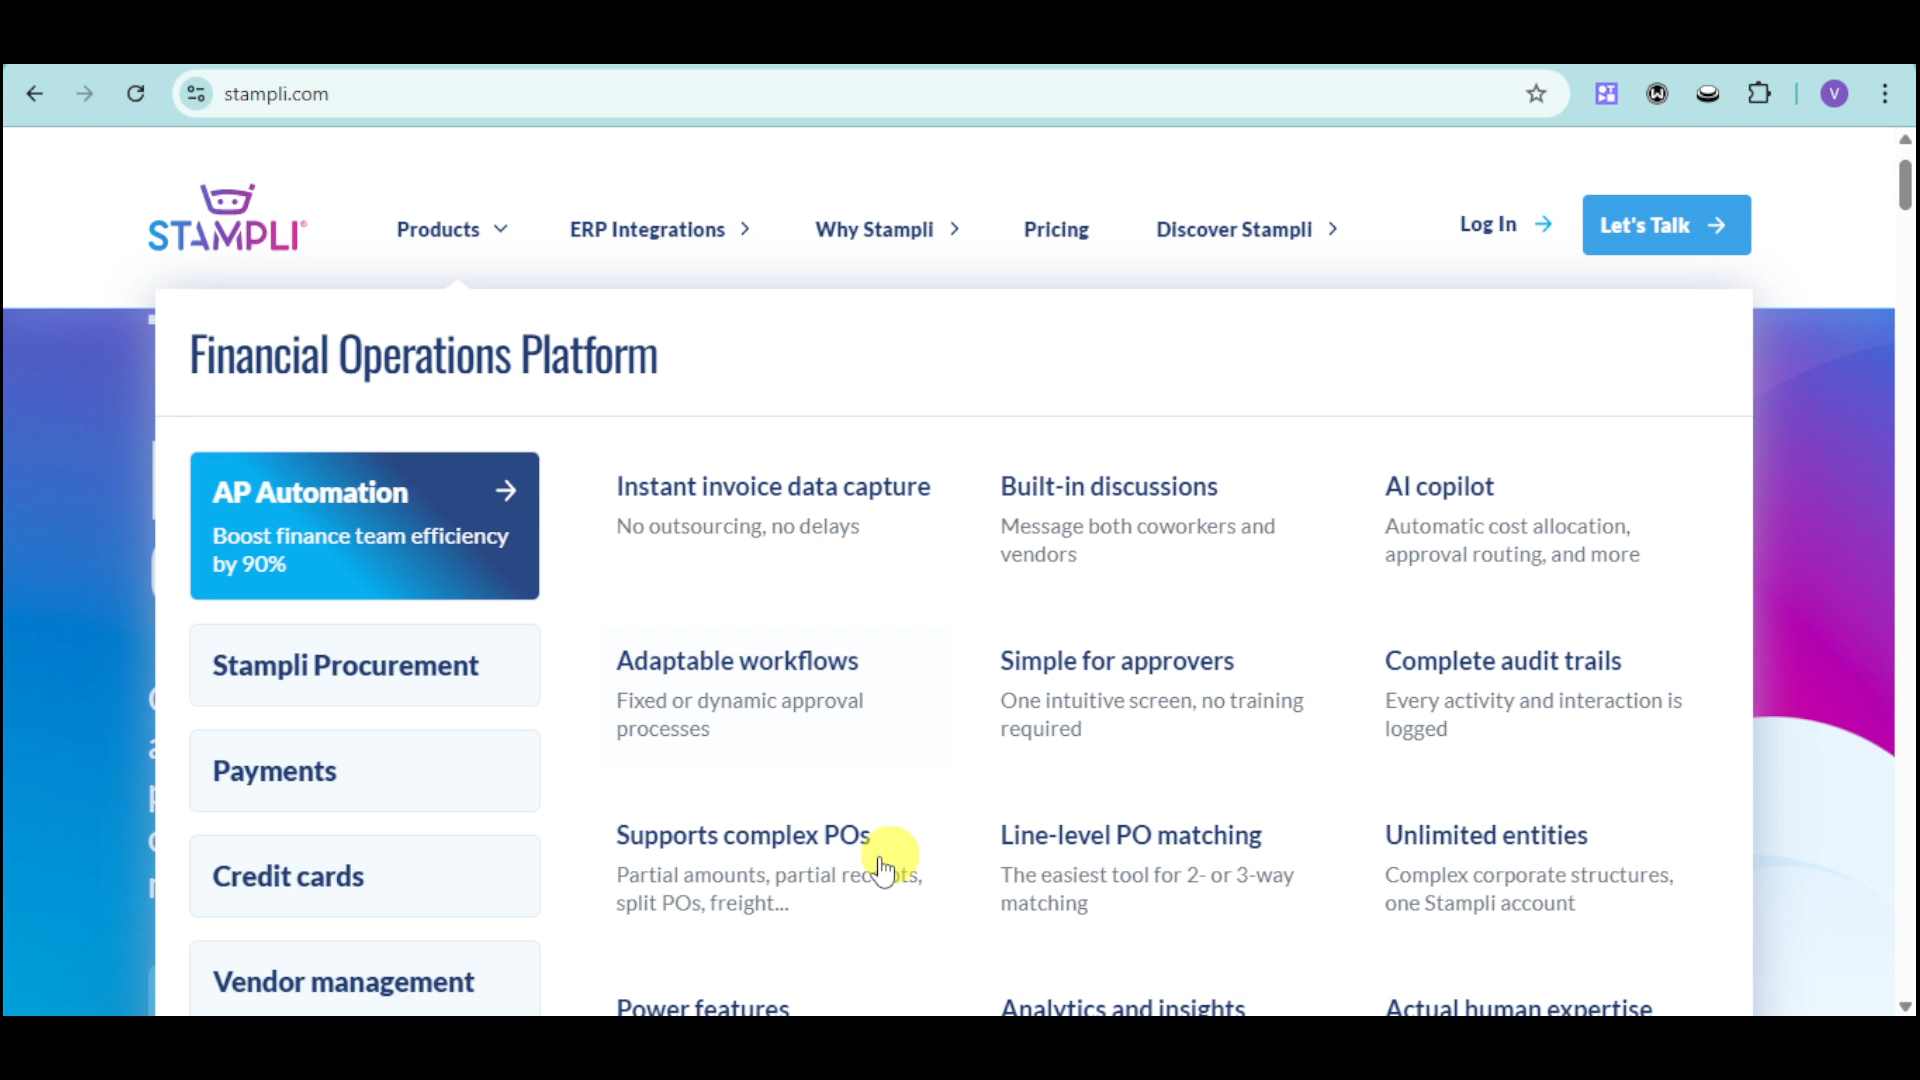 stampli.com
V
STAMPLI
Products
ERP Integrations
Why Stampli
Pricing
Discover Stampli
Log In
Let's Talk
Financial Operations Platform
AP Automation
Boost finance team efficiency
by 90%
Stampli Procurement
Payments
Credit cards
Vendor management
Instant invoice data capture
No outsourcing, no delays
Built-in discussions
Message both coworkers and
vendors
AI copilot
Automatic cost allocation,
approval routing, and more
Adaptable workflows
Fixed or dynamic approval
processes
Simple for approvers
One intuitive screen, no training
required
Complete audit trails
Every activity and interaction is
logged
Supports complex POs
Partial amounts, partial receipts,
split POs, freight...
Line-level PO matching
The easiest tool for 2- or 3-way
matching
Unlimited entities
Complex corporate structures,
one Stampli account
Power features
Analytics and insights
Actual human expertise